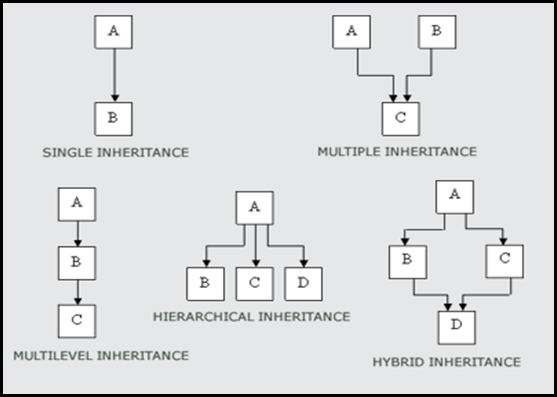 A
A B
B
C
SINGLE INHERITANCE
MULTIPLE INHERITANCE
A
B
C
MULTILEVEL INHERITANCE
A
B C D
HIERARCHICAL INHERITANCE
A
B C
D
HYBRID INHERITANCE